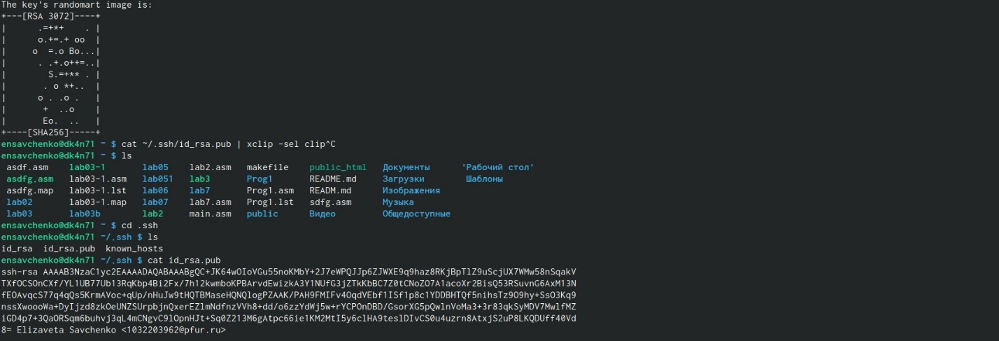 The key's randomart image is:
+---[RSA 3072]----+
|      .=+*+    . |
|      o.+=.+ oo  |
|     o  =.o Bo...|
|      . .+.o++=..|
|        S.=+** . |
|       . o *+..  |
|      o . .o .   |
|       +  ..o    |
|       Eo.  ..   |
+----[SHA256]-----+
ensavchenko@dk4n71 ~ $ cat ~/.ssh/id_rsa.pub | xclip -sel clip^C
ensavchenko@dk4n71 ~ $ ls
asdf.asm lab03-1 lab05 lab2.asm makefile public_html Документы 'Рабочий стол'
asdfg.asm lab03-1.asm lab051 lab3 Prog1 README.md Загрузки Шаблоны
asdfg.map lab03-1.lst lab06 lab7 Prog1.asm READM.md Изображения
lab02 lab03-1.map lab07 lab7.asm Prog1.lst sdfg.asm Музыка
lab03 lab03b lab2 main.asm public Видео Общедоступные
ensavchenko@dk4n71 ~ $ cd .ssh
ensavchenko@dk4n71 ~/.ssh $ ls
id_rsa id_rsa.pub known_hosts
ensavchenko@dk4n71 ~/.ssh $ cat id_rsa.pub
ssh-rsa AAAAB3NzaC1yc2EAAAADAQABAAABgQC+JK64wOIoVGu55noKMbY+2J7eWPQJJp6ZJWXE9q9haz8RKjBpTlZ9uScjUX7WMw58nSqakV
TXfOCSOnCXf/YL1UB77Ub13RqKbp4Bi2Fx/7h12kwmboKPBArvdEwizkA3Y1NUfG3jZTkKbBC7Z0tCNoZO7A1acoXr2BisQ53RSuvnG6AxM13N
fEOAvqcS77q4qQs5KrmAVoc+qUp/nHuJw9tHQTBMaseHQNQlogPZAAK/PAH9FMIFv4OqdVEbf1ISf1p8c1YDDBHTQf5nihsTz9O9hy+SsO3Kq9
nssXwoooWa+DyIjzd8zkOeUNZSUrpbjnQxerEZlmNdfnzVVh8+dd/o6zzYdWj5w+rYCPOnDBD/GsorXG5pQwlnVoMa3+3r83qkSyMDV7MwlfMZ
iGD4p7+3QaORSqm6buhvj3qL4mCNgvC9lOpnHJt+Sq0Z213M6gAtpc66ie1KM2MtI5y6clHA9teslDIvCS0u4uzrn8AtxjS2uP8LKQDUff40Vd
8= Elizaveta Savchenko <1032203962@pfur.ru>